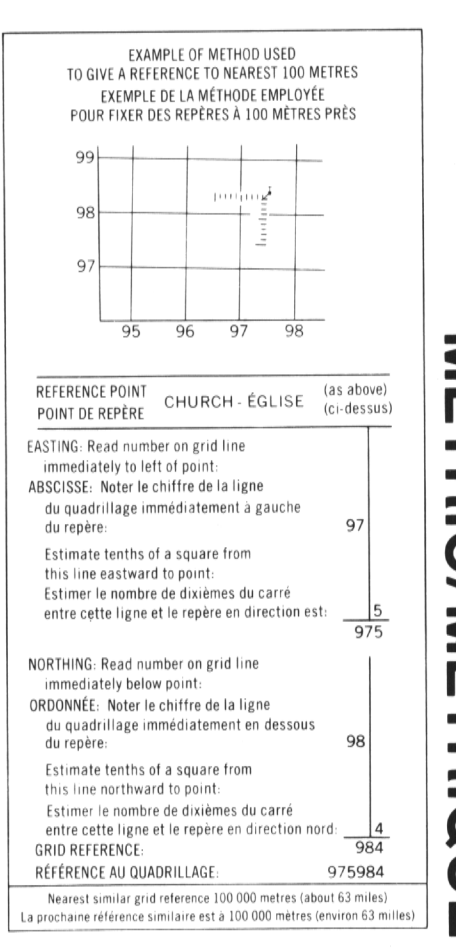 EXAMPLE OF METHOD USED
TO GIVE A REFERENCE TO NEAREST 100 METRES
EXEMPLE DE LA MÉTHODE EMPLOYÉE
POUR FIXER DES REPÈRES À 100 MÈTRES PRÈS
99
98
97
95 96 97 98
REFERENCE POINT
POINT DE REPÈRE
CHURCH - ÉGLISE
(as above)
(ci-dessus)
EASTING: Read number on grid line
immediately to left of point:
ABSCISSE: Noter le chiffre de la ligne
du quadrillage immédiatement à gauche
du repère: 97
Estimate tenths of a square from
this line eastward to point:
Estimer le nombre de dixièmes du carré
entre cette ligne et le repère en direction est: 5
975
NORTHING: Read number on grid line
immediately below point:
ORDONNÉE: Noter le chiffre de la ligne
du quadrillage immédiatement en dessous
du repère: 98
Estimate tenths of a square from
this line northward to point:
Estimer le nombre de dixièmes du carré
entre cette ligne et le repère en direction nord: 4
GRID REFERENCE: 984
RÉFÉRENCE AU QUADRILLAGE: 975984
Nearest similar grid reference 100 000 metres (about 63 miles)
La prochaine référence similaire est à 100 000 mètres (environ 63 milles)